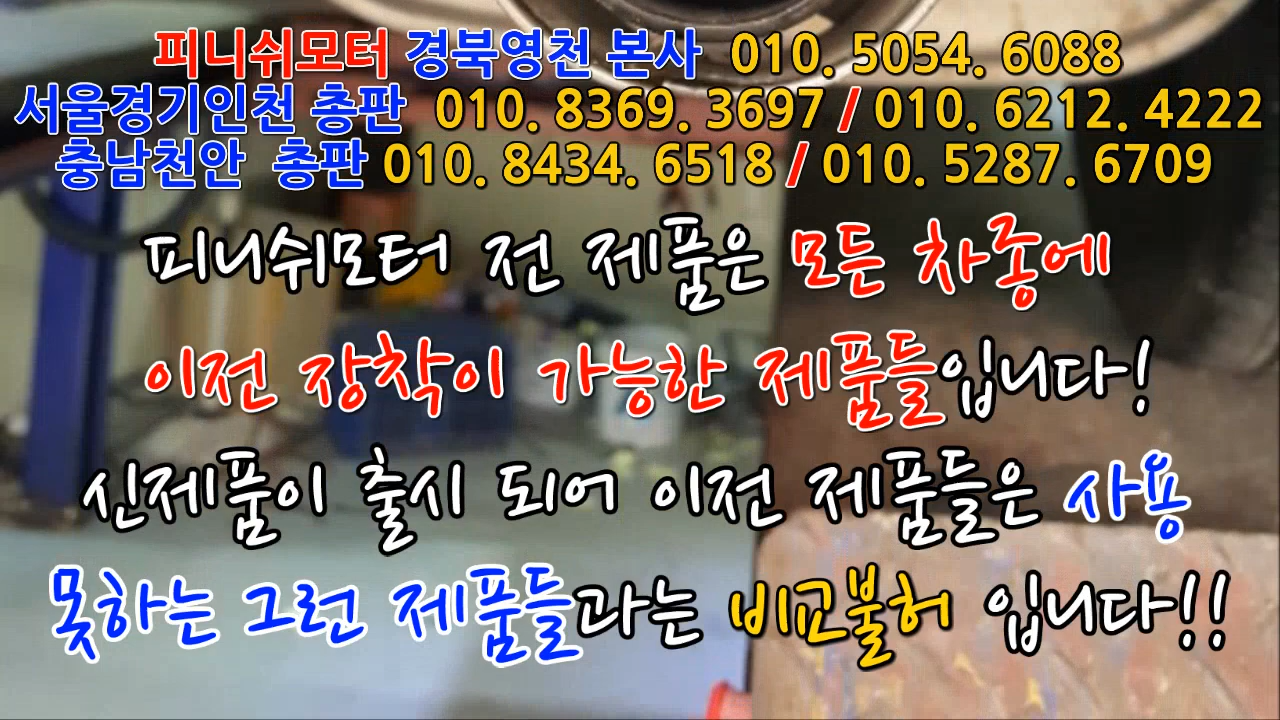 피니쉬모터 경북영천 본사 010. 5054. 6088
서울경기인천 총판 010. 8369. 3697 / 010. 6212. 4222
충남천안 총판 010. 8434. 6518 / 010. 5287. 6709
피니쉬모터 전 제품은 모든 차종에
이전 장착이 가능한 제품들입니다!
신제품이 출시 되어 이전 제품들은 사용
못하는 그런 제품들과는 비교불허 입니다!!